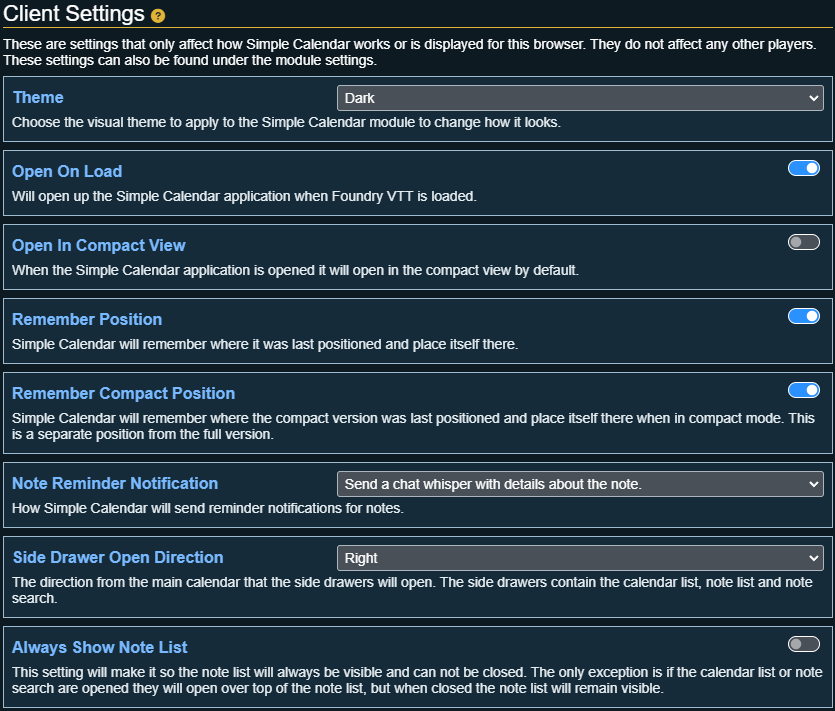 Client Settings ?
These are settings that only affect how Simple Calendar works or is displayed for this browser. They do not affect any other players.
These settings can also be found under the module settings.
Theme
Dark
Choose the visual theme to apply to the Simple Calendar module to change how it looks.
Open On Load
Will open up the Simple Calendar application when Foundry VTT is loaded.
Open In Compact View
When the Simple Calendar application is opened it will open in the compact view by default.
Remember Position
Simple Calendar will remember where it was last positioned and place itself there.
Remember Compact Position
Simple Calendar will remember where the compact version was last positioned and place itself there when in compact mode. This
is a separate position from the full version.
Note Reminder Notification
Send a chat whisper with details about the note.
How Simple Calendar will send reminder notifications for notes.
Side Drawer Open Direction
Right
The direction from the main calendar that the side drawers will open. The side drawers contain the calendar list, note list and note
search.
Always Show Note List
This setting will make it so the note list will always be visible and can not be closed. The only exception is if the calendar list or note
search are opened they will open over top of the note list, but when closed the note list will remain visible.